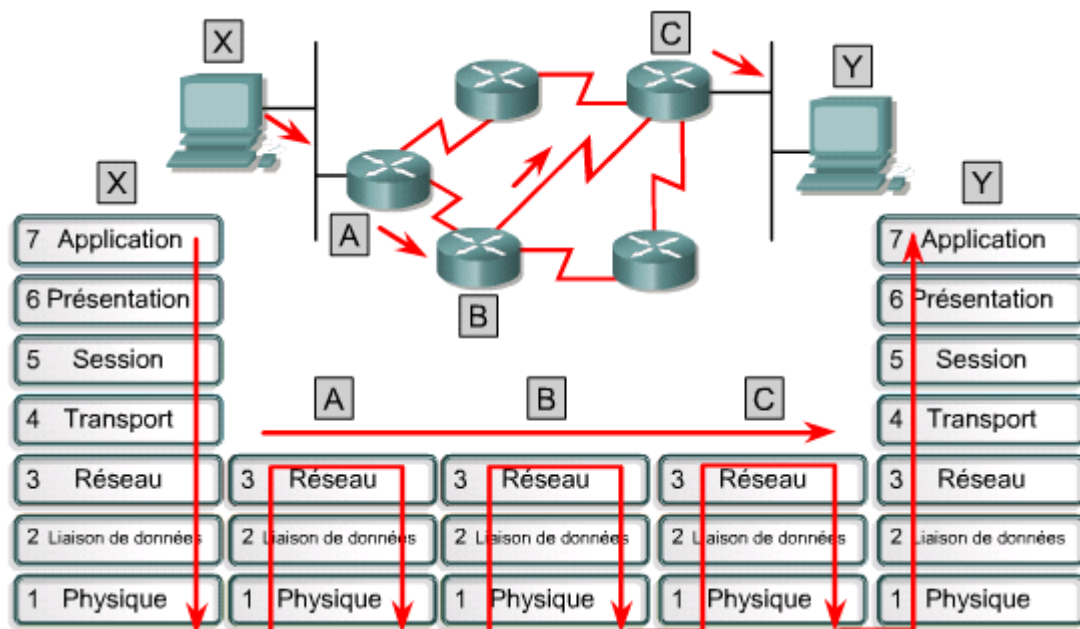 X
C
Y
A
B
X
Y
7 Application
7 Application
6 Présentation
6 Présentation
5 Session
5 Session
A
B
C
4 Transport
4 Transport
3 Réseau
3 Réseau
3 Réseau
3 Réseau
3 Réseau
2 Liaison de données
2 Liaison de données
2 Liaison de données
2 Liaison de données
2 Liaison de données
1 Physique
1 Physique
1 Physique
1 Physique
1 Physique